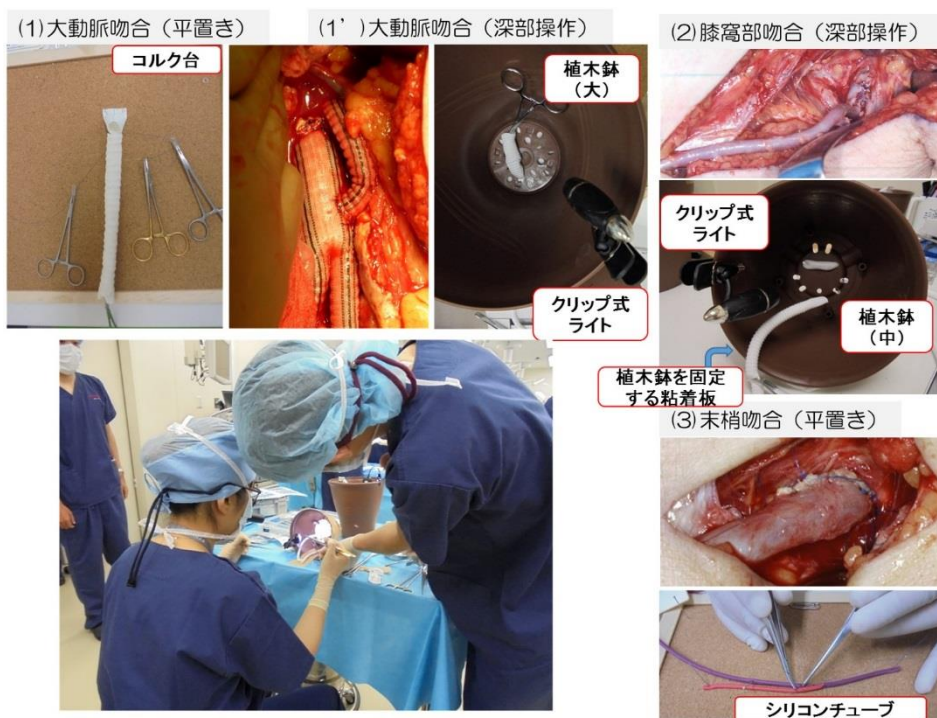 (1)大動脈吻合（平置き）
コルク台
(1’)大動脈吻合（深部操作）
植木鉢
（大）
クリップ式
ライト
(2)膝窩部吻合（深部操作）
クリップ式
ライト
植木鉢
（中）
植木鉢を固定
する粘着板
(3)末梢吻合（平置き）
シリコンチューブ